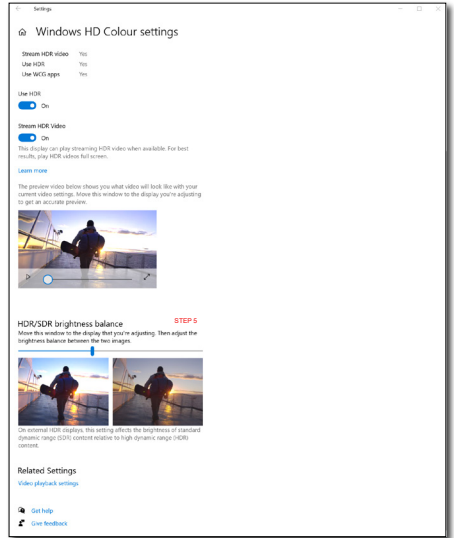 Settings
Windows HD Colour settings
Stream HDR video Yes
Use HDR Yes
Use WCG apps Yes
Use HDR
On
Stream HDR Video
On
This display can play streaming HDR video when available. For best
results, play HDR videos full screen.
Learn more
The preview video below shows you what video will look like with your
current video settings. Move this window to the display you're adjusting
to get an accurate preview.
STEP 5
HDR/SDR brightness balance
Move this window to the display that you're adjusting. Then adjust the
brightness balance between the two images.
On external HDR displays, this setting effects the brightness of standard
dynamic range (SDR) content relative to high dynamic range (HDR)
content.
Related Settings
Video playback settings
Get help
Give feedback